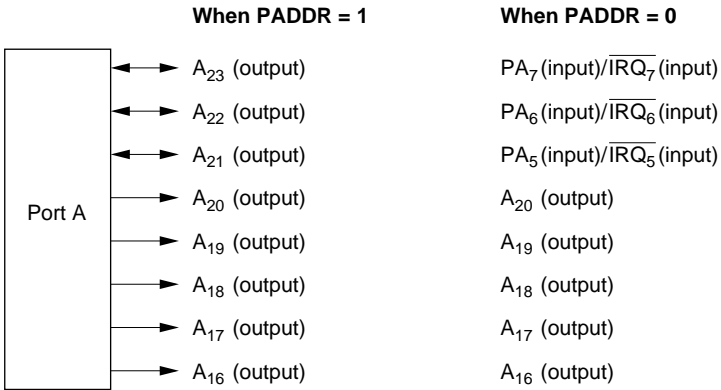 When PADDR = 1 When PADDR = 0
A23 (output) PA7(input)/IRQ7(input)
A22 (output) PA6(input)/IRQ6(input)
A21 (output) PA5(input)/IRQ5(input)
Port A A20 (output) A20 (output)
A19 (output) A19 (output)
A18 (output) A18 (output)
A17 (output) A17 (output)
A16 (output) A16 (output)